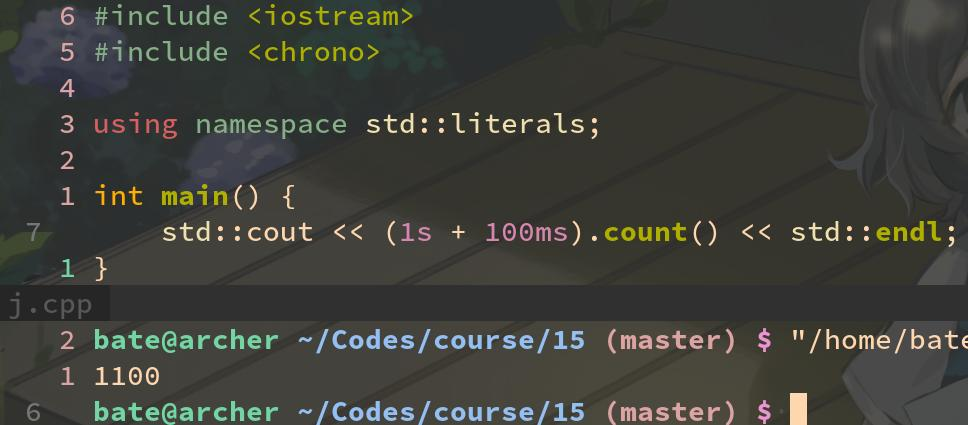 6 #include <iostream>
5 #include <chrono>
4
3 using namespace std::literals;
2
1 int main() {
7 std::cout << (1s + 100ms).count() << std::endl;
1 }
j.cpp
2 bate@archer ~/Codes/course/15 (master) $ "/home/bate
1 1100
6 bate@archer ~/Codes/course/15 (master) $